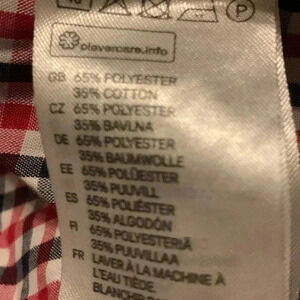 clevercare.info
GB 65% POLYESTER
35% COTTON
CZ 65% POLYESTER
35% BAVLNA
DE 65% POLYESTER
35% BAUMWOLLE
EE 65% POLÜESTER
35% PUUVILL
ES 65% POLIÉSTER
35% ALGODÓN
FI 65% POLYESTERIÄ
35% PUUVILLAA
FR LAVER À LA MACHINE À
L'EAU TIÈDE.
BLANCHIR
P